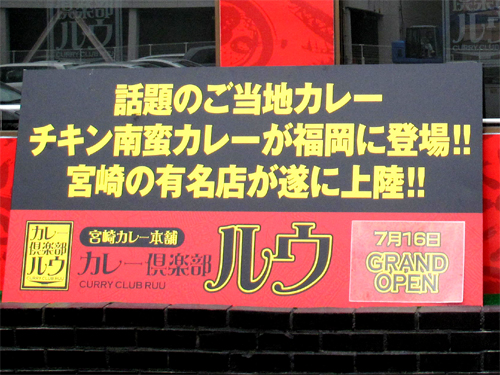 話題のご当地カレー
チキン南蛮カレーが福岡に登場!!
宮崎の有名店が遂に上陸!!
カレー
倶楽部
ルウ
宮崎カレー本舗
カレー倶楽部 ルウ
CURRY CLUB RUU
7月16日
GRAND
OPEN